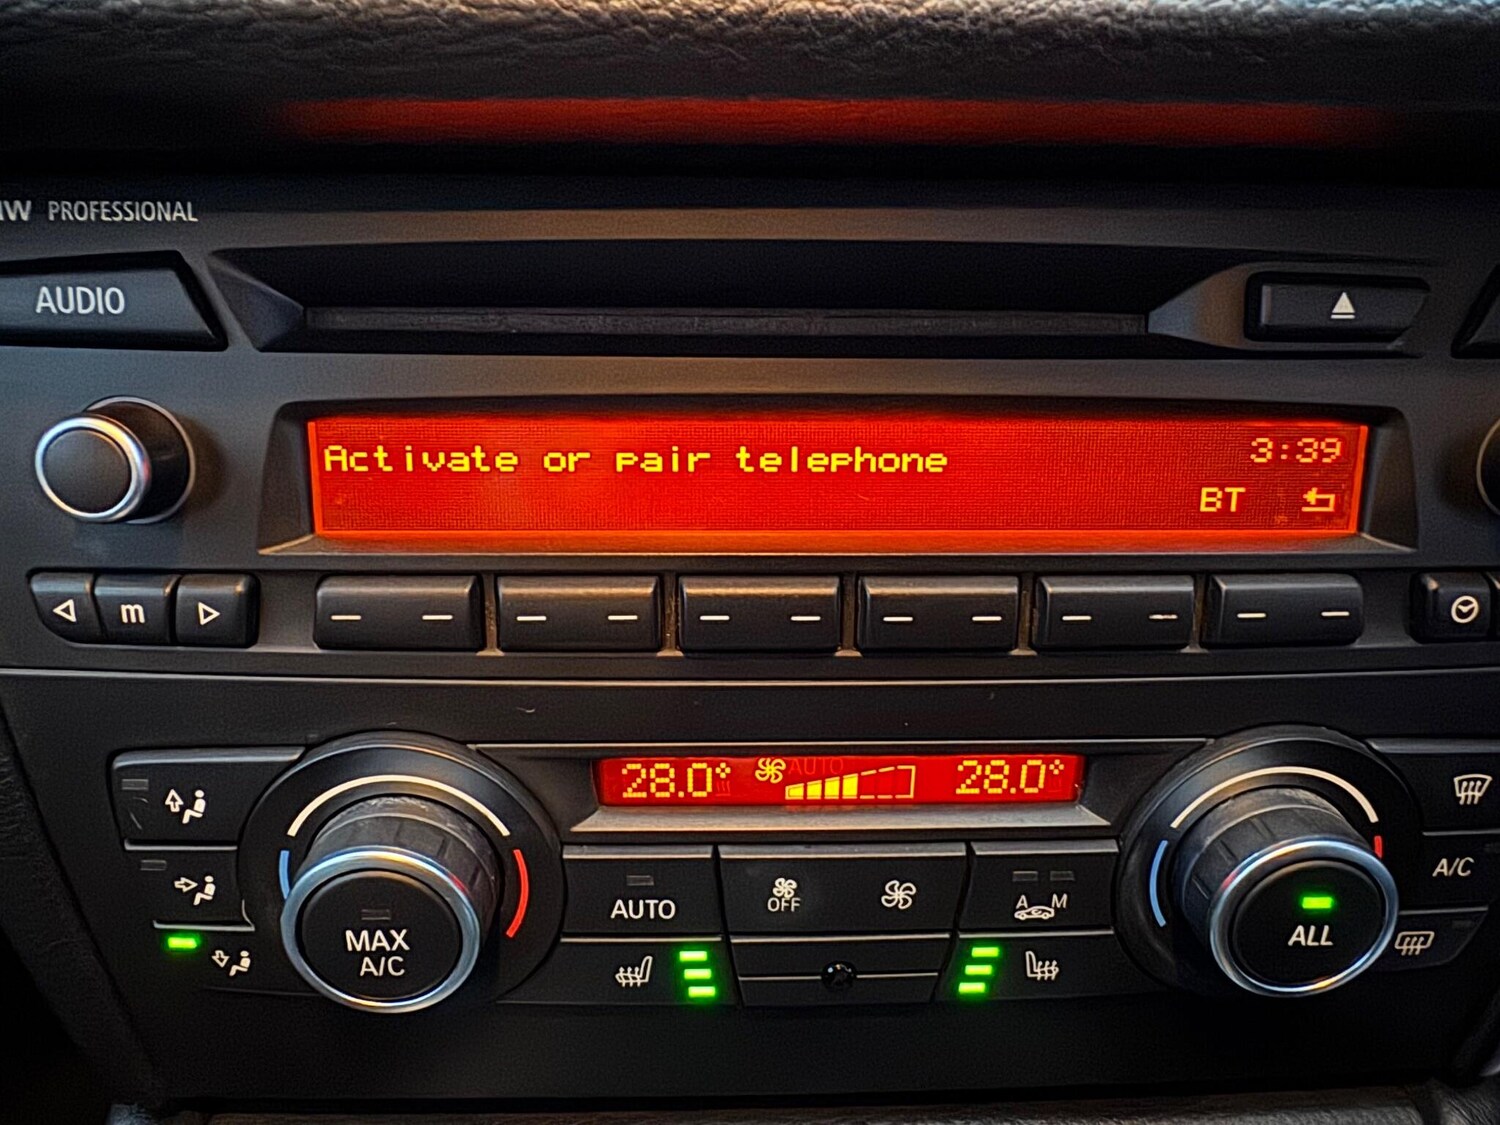 PROFESSIONAL
AUDIO
Activate or pair telephone 3:39
BT
m
28.0° AUTO 28.0°
MAX
A/C
AUTO
OFF
A M
ALL
A/C